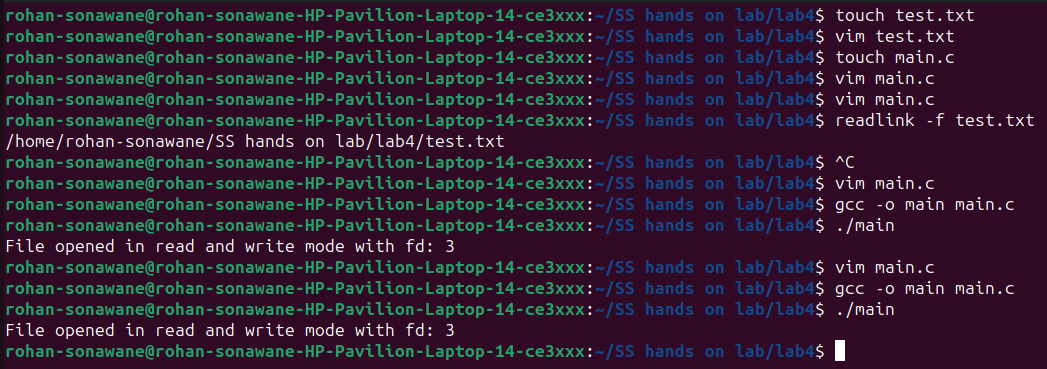 rohan-sonawane@rohan-sonawane-HP-Pavilion-Laptop-14-ce3xxx:~/SS hands on lab/lab4$ touch test.txt
rohan-sonawane@rohan-sonawane-HP-Pavilion-Laptop-14-ce3xxx:~/SS hands on lab/lab4$ vim test.txt
rohan-sonawane@rohan-sonawane-HP-Pavilion-Laptop-14-ce3xxx:~/SS hands on lab/lab4$ touch main.c
rohan-sonawane@rohan-sonawane-HP-Pavilion-Laptop-14-ce3xxx:~/SS hands on lab/lab4$ vim main.c
rohan-sonawane@rohan-sonawane-HP-Pavilion-Laptop-14-ce3xxx:~/SS hands on lab/lab4$ vim main.c
rohan-sonawane@rohan-sonawane-HP-Pavilion-Laptop-14-ce3xxx:~/SS hands on lab/lab4$ readlink -f test.txt
/home/rohan-sonawane/SS hands on lab/lab4/test.txt
rohan-sonawane@rohan-sonawane-HP-Pavilion-Laptop-14-ce3xxx:~/SS hands on lab/lab4$ ^C
rohan-sonawane@rohan-sonawane-HP-Pavilion-Laptop-14-ce3xxx:~/SS hands on lab/lab4$ vim main.c
rohan-sonawane@rohan-sonawane-HP-Pavilion-Laptop-14-ce3xxx:~/SS hands on lab/lab4$ gcc -o main main.c
rohan-sonawane@rohan-sonawane-HP-Pavilion-Laptop-14-ce3xxx:~/SS hands on lab/lab4$ ./main
File opened in read and write mode with fd: 3
rohan-sonawane@rohan-sonawane-HP-Pavilion-Laptop-14-ce3xxx:~/SS hands on lab/lab4$ vim main.c
rohan-sonawane@rohan-sonawane-HP-Pavilion-Laptop-14-ce3xxx:~/SS hands on lab/lab4$ gcc -o main main.c
rohan-sonawane@rohan-sonawane-HP-Pavilion-Laptop-14-ce3xxx:~/SS hands on lab/lab4$ ./main
File opened in read and write mode with fd: 3
rohan-sonawane@rohan-sonawane-HP-Pavilion-Laptop-14-ce3xxx:~/SS hands on lab/lab4$